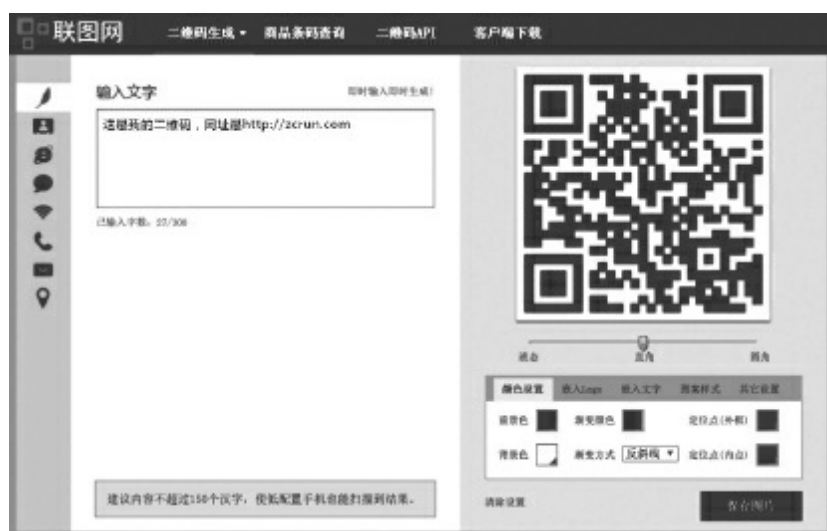 联图网
二维码生成 商品条码查询 二维码API 客户端下载
输入文字 即时输入即时生成!
这是我的二维码，网址是http://zcrun.com
已输入字数：27/300
液态 直角 圆角
颜色设置 嵌入Logo 嵌入文字 图案样式 其它设置
前景色 渐变颜色 定位点(外框)
背景色 渐变方式 反斜线 定位点(内点)
建议内容不超过150个汉字，使低配置手机也能扫描到结果。
清除设置 保存图片